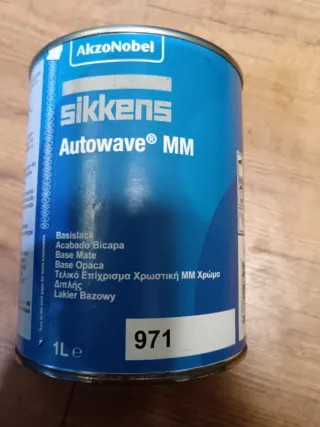 AkzoNobel
sikkens
Autowave® MM
Basislack
Acabado Bicapa
Base Mate
Base Opaca
Τελικό Επίχρισμα Χρωστική ΜΜ Χρώμα
Διπλής
Lakier Bazowy
1L e
971